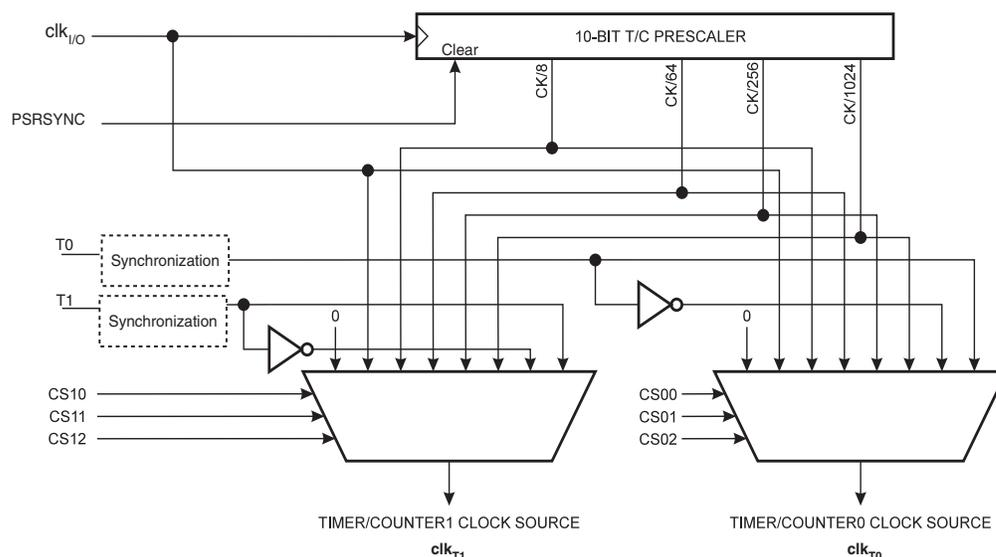 clkI/O
10-BIT T/C PRESCALER
Clear
CK/8
CK/64
CK/256
CK/1024
PSRSYNC
T0
Synchronization
T1
Synchronization
0
0
CS10
CS11
CS12
CS00
CS01
CS02
TIMER/COUNTER1 CLOCK SOURCE
clkT1
TIMER/COUNTER0 CLOCK SOURCE
clkT0